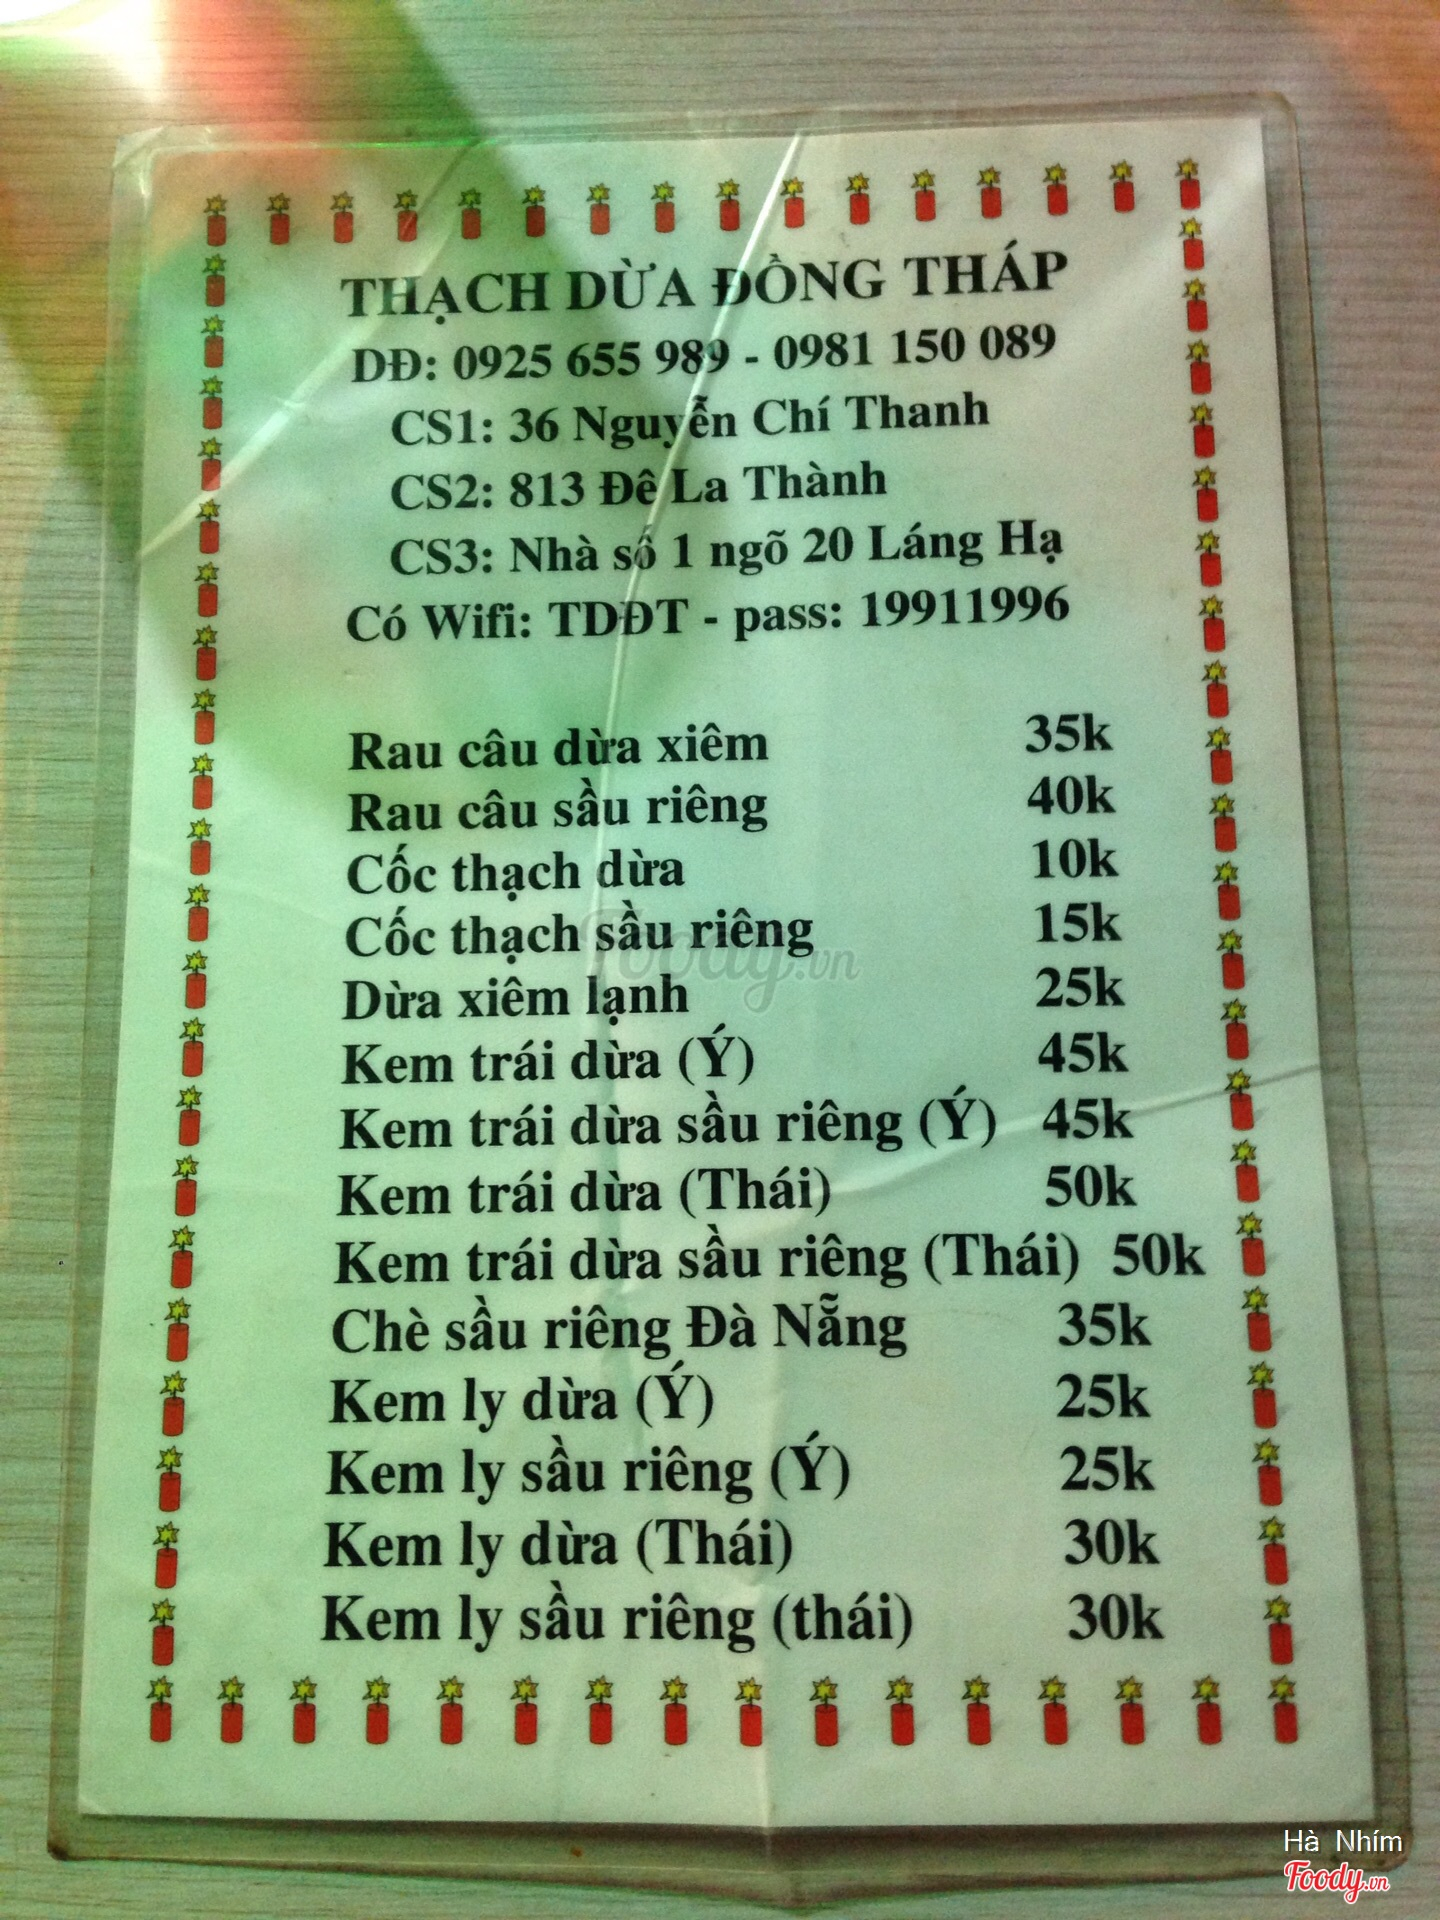 THẠCH DỪA ĐỒNG THÁP
DĐ: 0925 655 989 - 0981 150 089
CS1: 36 Nguyễn Chí Thanh
CS2: 813 Đê La Thành
CS3: Nhà số 1 ngõ 20 Láng Hạ
Có Wifi: TDĐT - pass: 19911996
Rau câu dừa xiêm 35k
Rau câu sầu riêng 40k
Cốc thạch dừa 10k
Cốc thạch sầu riêng 15k
Foody.vn
Dừa xiêm lạnh 25k
Kem trái dừa (Ý) 45k
Kem trái dừa sầu riêng (Ý) 45k
Kem trái dừa (Thái) 50k
Kem trái dừa sầu riêng (Thái) 50k
Chè sầu riêng Đà Nẵng 35k
Kem ly dừa (Ý) 25k
Kem ly sầu riêng (Ý) 25k
Kem ly dừa (Thái) 30k
Kem ly sầu riêng (thái) 30k
Hà Nhím
Foody.vn